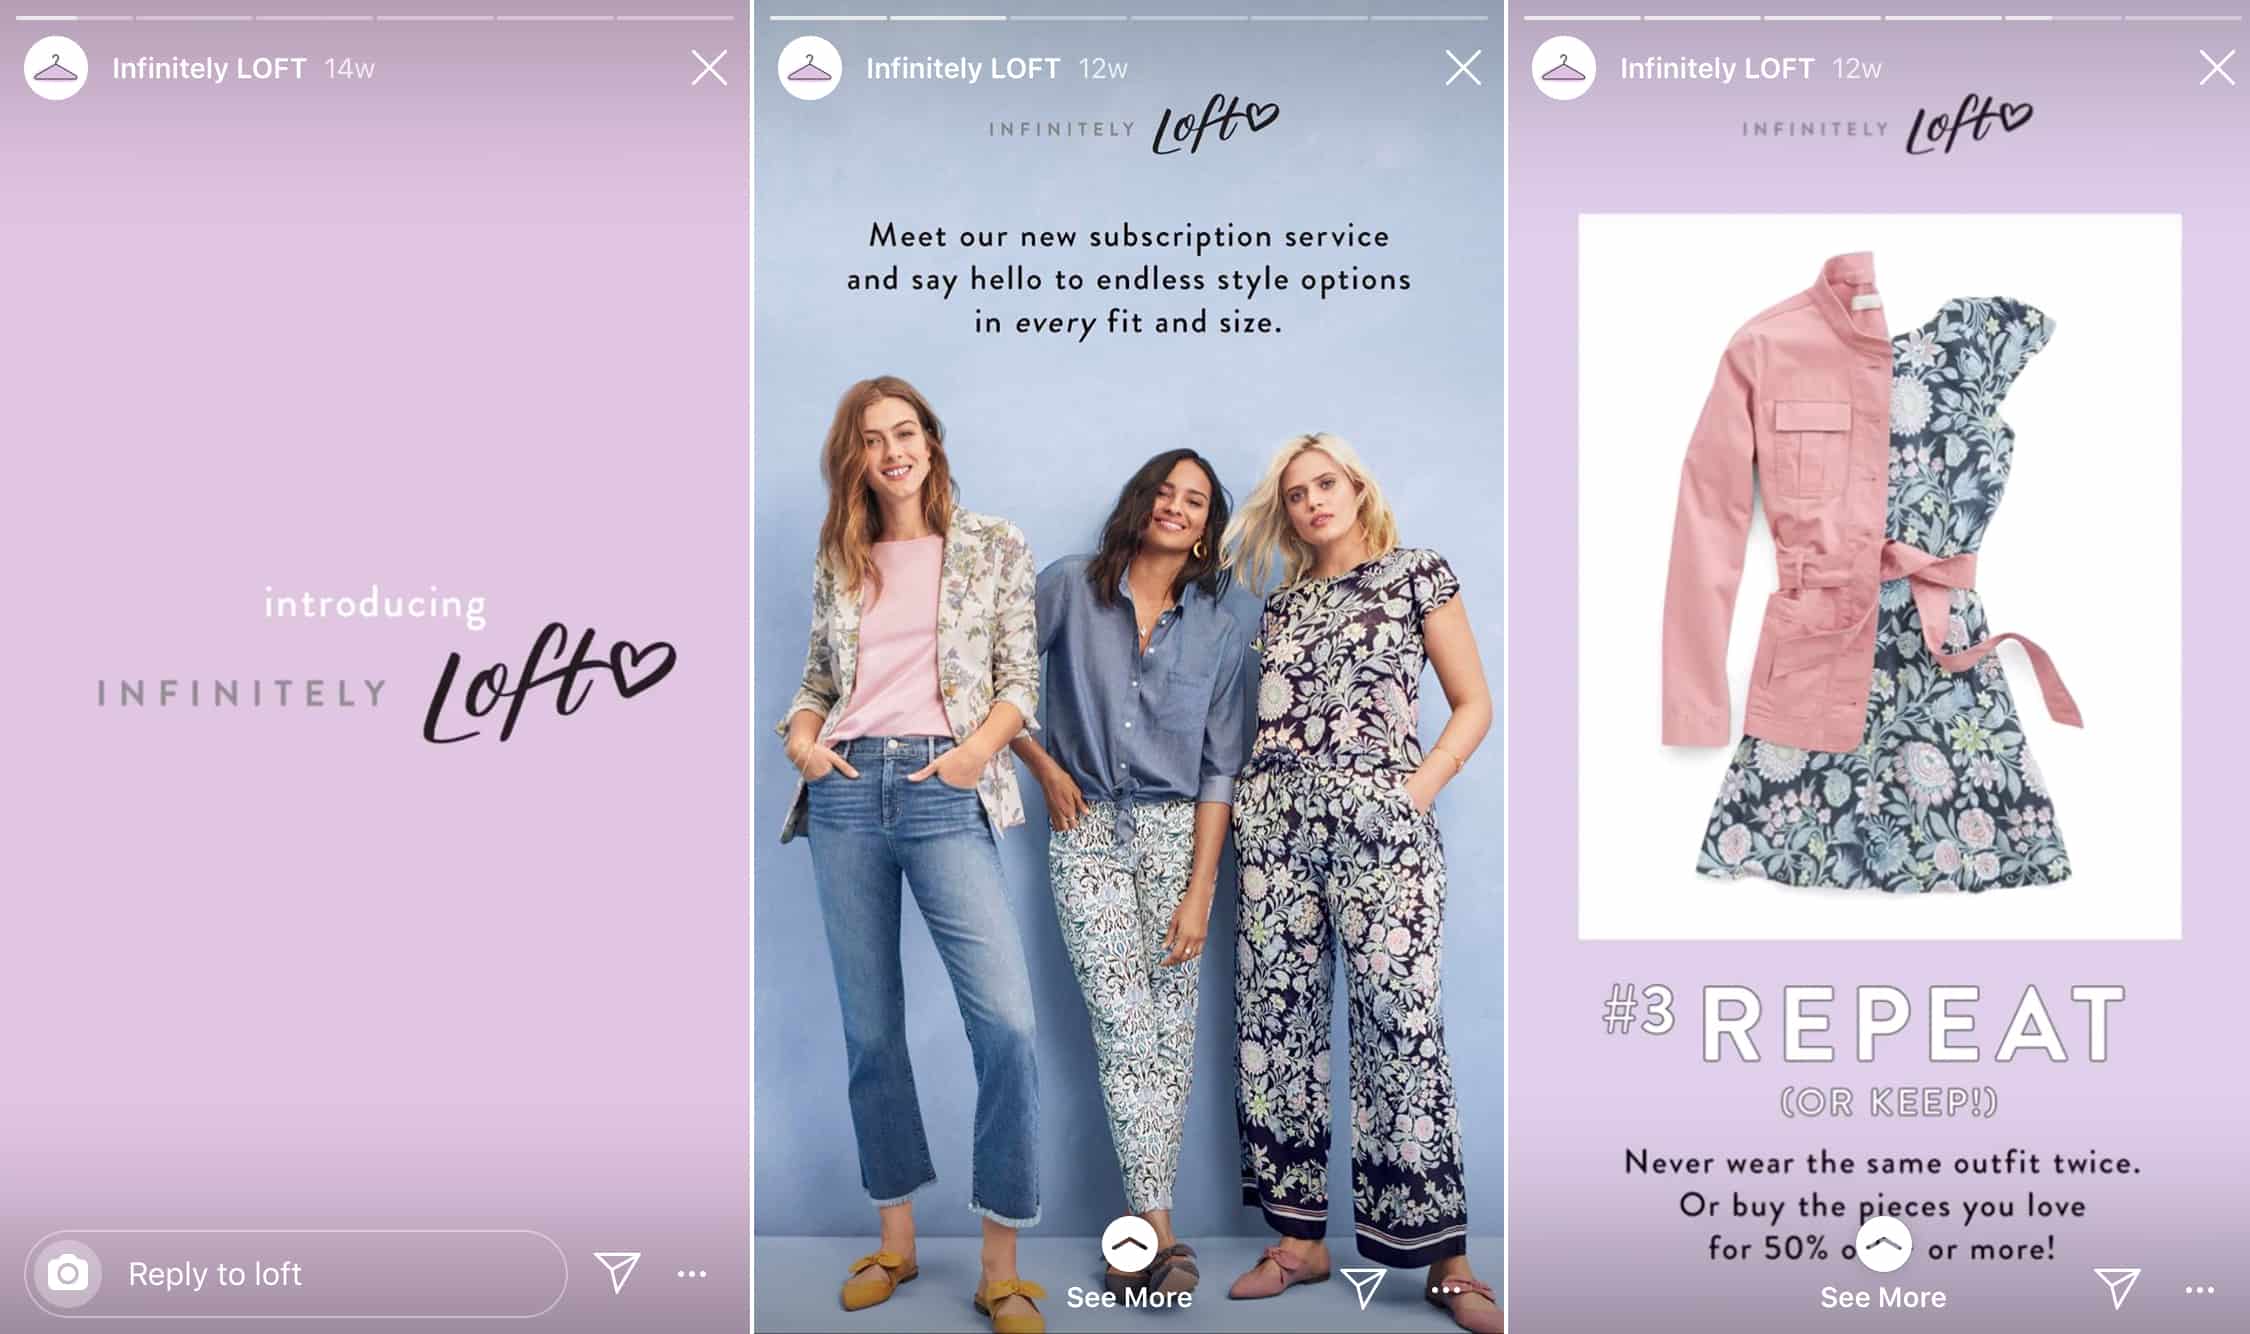 Infinitely LOFT 14w
introducing
INFINITELY Loft
Reply to loft
Infinitely LOFT 12w
INFINITELY Loft
Meet our new subscription service
and say hello to endless style options
in every fit and size.
See More
Infinitely LOFT 12w
INFINITELY Loft
#3 REPEAT
(OR KEEP!)
Never wear the same outfit twice.
Or buy the pieces you love
for 50% or more!
See More